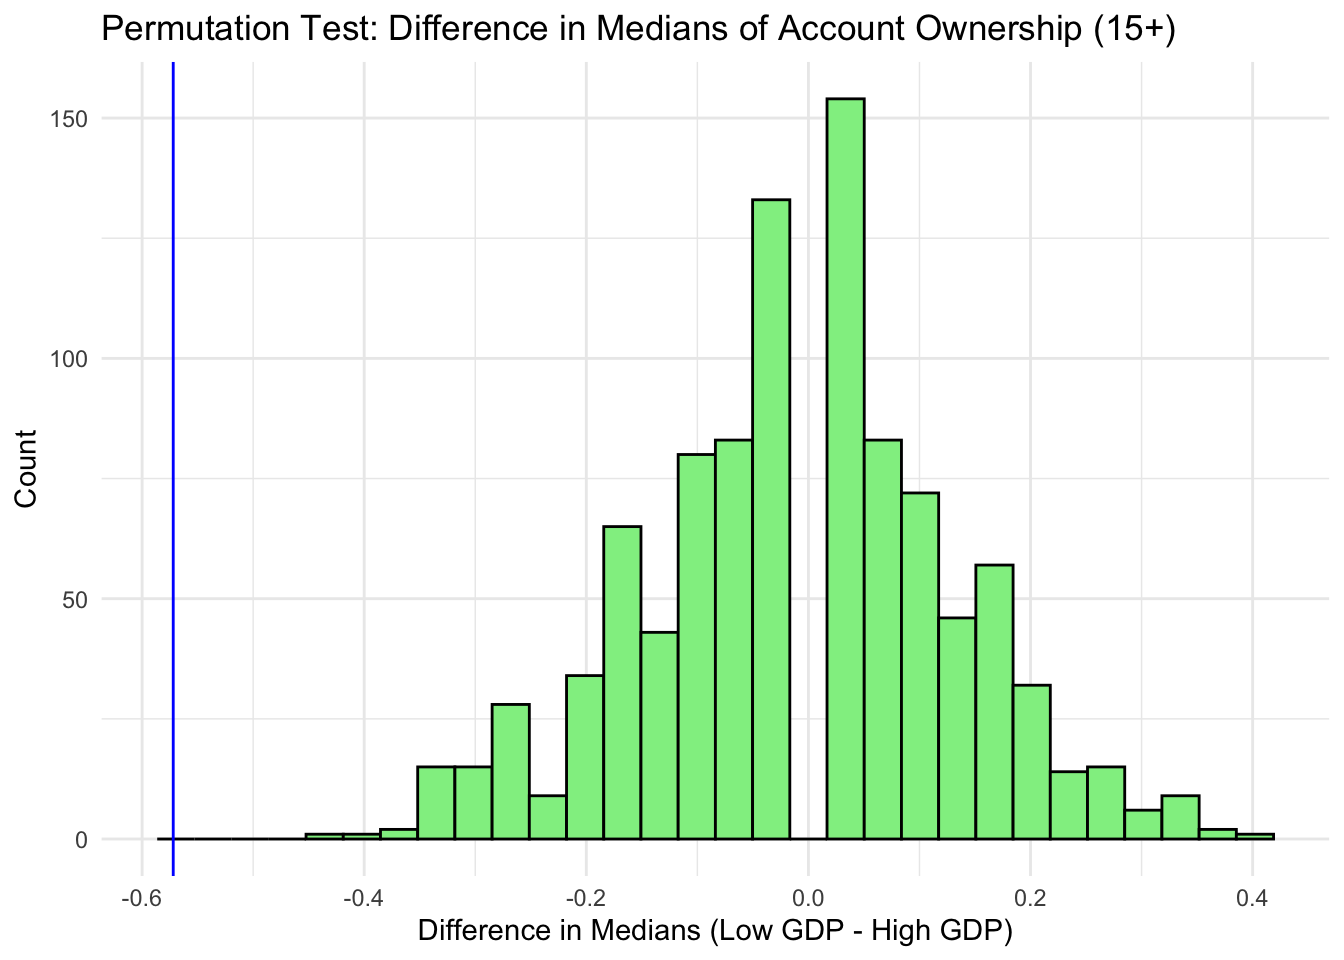 Permutation Test: Difference in Medians of Account Ownership (15+)
150
100
50
0
Count
-0.6 -0.4 -0.2 0.0 0.2 0.4
Difference in Medians (Low GDP - High GDP)